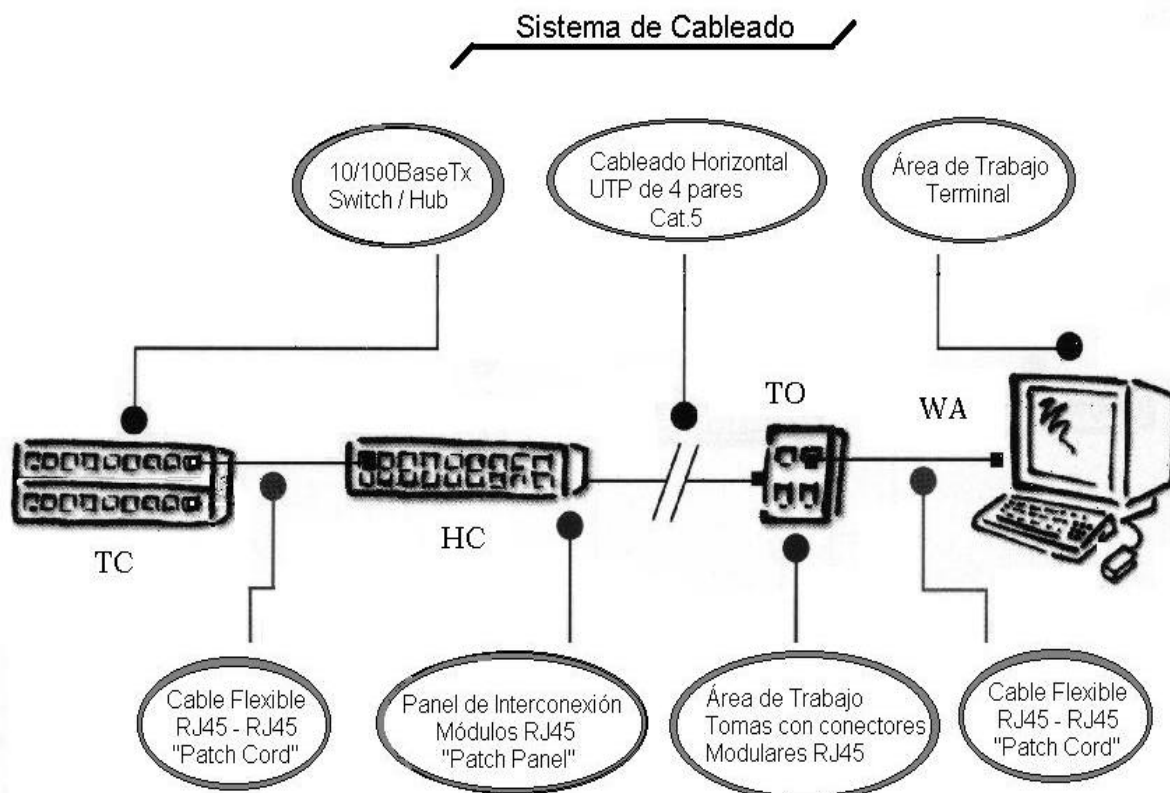 Sistema de Cableado
10/100BaseTx
Switch / Hub
Cableado Horizontal
UTP de 4 pares
Cat.5
Área de Trabajo
Terminal
TO
WA
TC
HC
Cable Flexible
RJ45 - RJ45
"Patch Cord"
Panel de Interconexión
Módulos RJ45
"Patch Panel"
Área de Trabajo
Tomas con conectores
Modulares RJ45
Cable Flexible
RJ45 - RJ45
"Patch Cord"